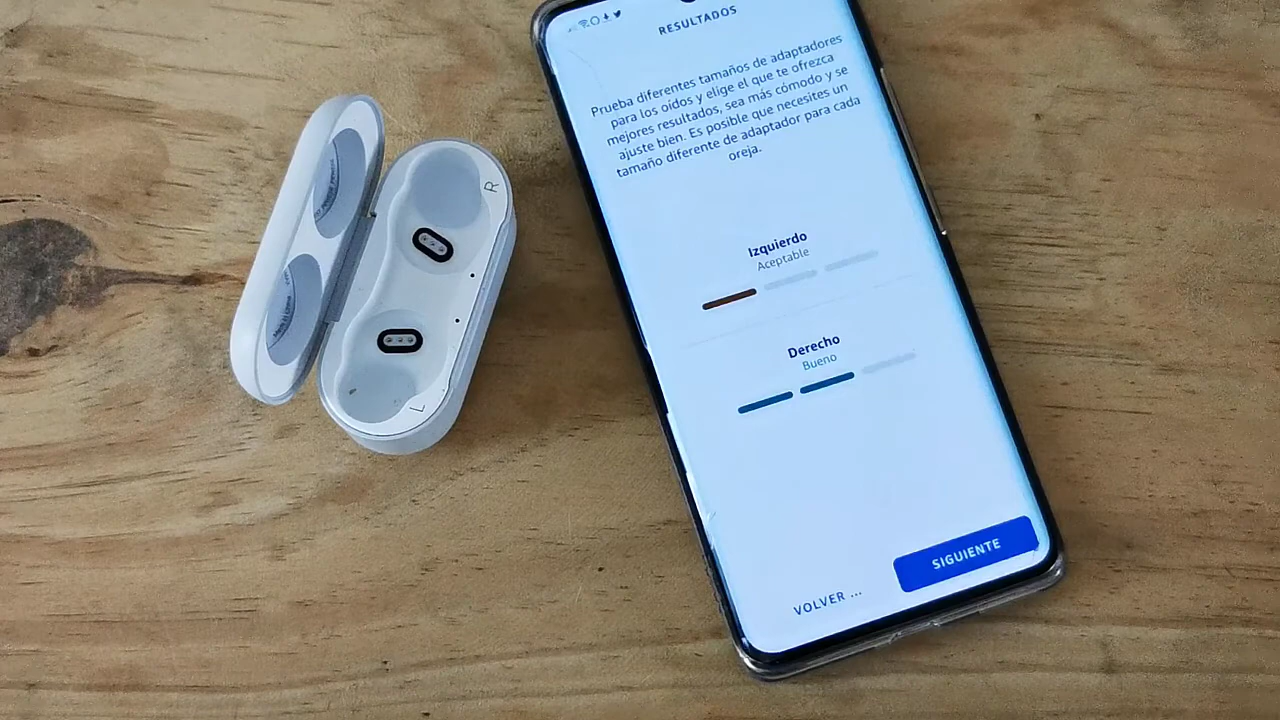 RESULTADOS
Prueba diferentes tamaños de adaptadores
para los oídos y elige el que te ofrezca
mejores resultados, sea más cómodo y se
ajuste bien. Es posible que necesites un
tamaño diferente de adaptador para cada
oreja.
Izquierdo
Aceptable
Derecho
Bueno
SIGUIENTE
VOLVER ...
R
L